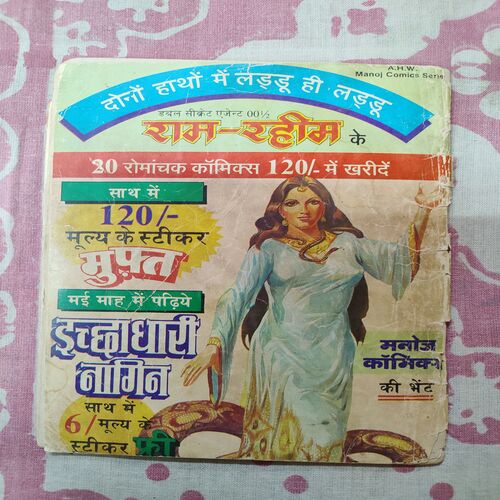 A.H.W.
Manoj Comics Serie
दोनों हाथों में लड्डू ही लड्डू
डबल सीक्रेट एजेन्ट 00½
राम-रहीम के
20 रोमांचक कॉमिक्स 120/- में खरीदें
साथ में
120/-
मूल्य के स्टीकर
मुफ़्त
मई माह में पढ़िये
इच्छाधारी
नागिन
साथ में
6/ मूल्य के
स्टीकर फ्री
मनोज
कॉमिक्स
की भेंट